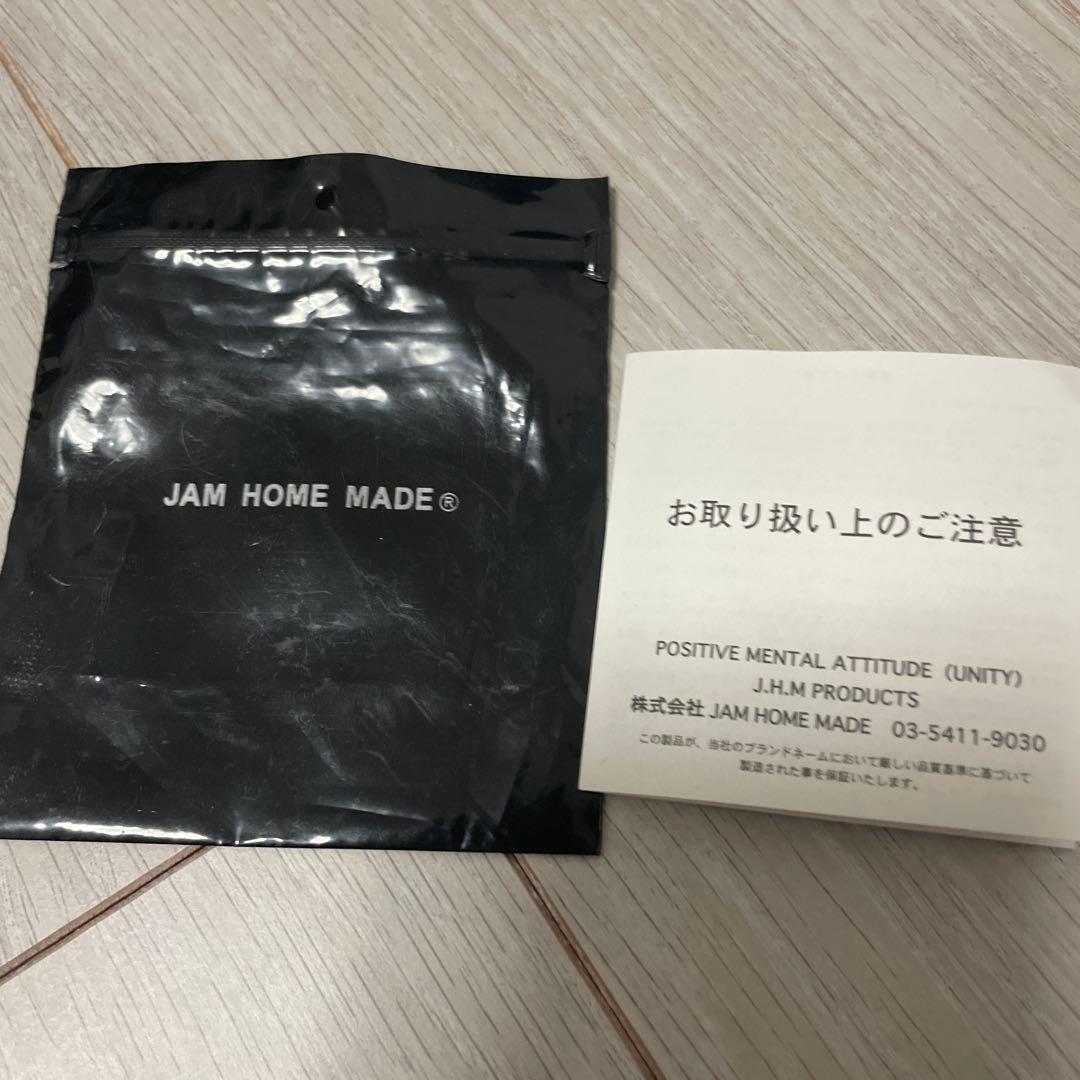 JAM HOME MADE®
お取り扱い上のご注意
POSITIVE MENTAL ATTITUDE（UNITY）
J.H.M PRODUCTS
株式会社 JAM HOME MADE 03-5411-9030
この製品が、当社のブランドネームにおいて厳しい品質基準に基づいて
製造された事を保証いたします。